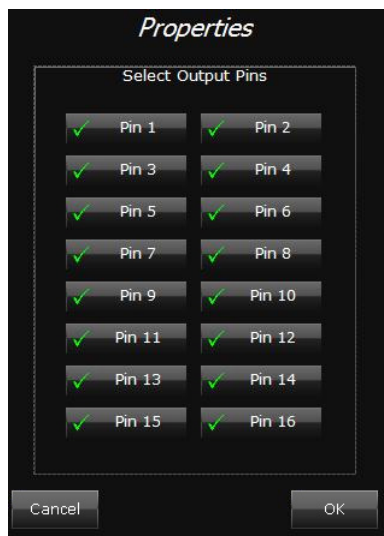 Properties
Select Output Pins
Pin 1 Pin 2
Pin 3 Pin 4
Pin 5 Pin 6
Pin 7 Pin 8
Pin 9 Pin 10
Pin 11 Pin 12
Pin 13 Pin 14
Pin 15 Pin 16
Cancel OK